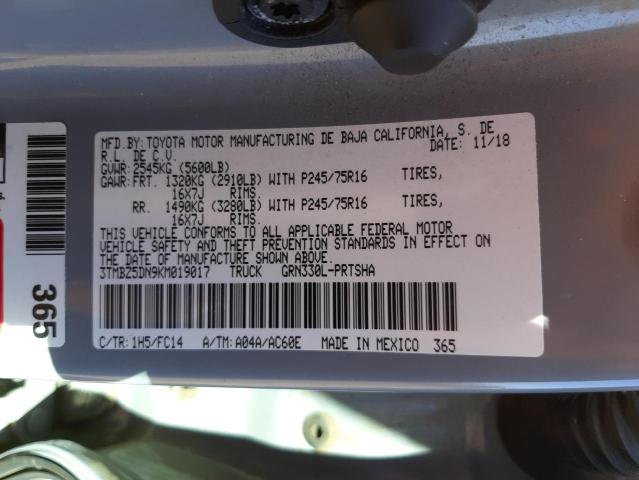 MFD.BY:TOYOTA MOTOR MANUFACTURING DE BAJA CALIFORNIA, S. DE
R.L. DE C.V.
DATE: 11/18
GVWR:2545KG (5600LB)
GAWR:FRT. 1320KG (2910LB) WITH P245/75R16 TIRES,
16X7J RIMS.
RR. 1490KG (3280LB) WITH P245/75R16 TIRES,
16X7J RIMS.
THIS VEHICLE CONFORMS TO ALL APPLICABLE FEDERAL MOTOR
VEHICLE SAFETY AND THEFT PREVENTION STANDARDS IN EFFECT ON
THE DATE OF MANUFACTURE SHOWN ABOVE.
3TMBZ5DN9KM019017 TRUCK GRN330L-PRTSHA
C/TR:1H5/FC14 A/TM:A04A/AC60E MADE IN MEXICO 365
365